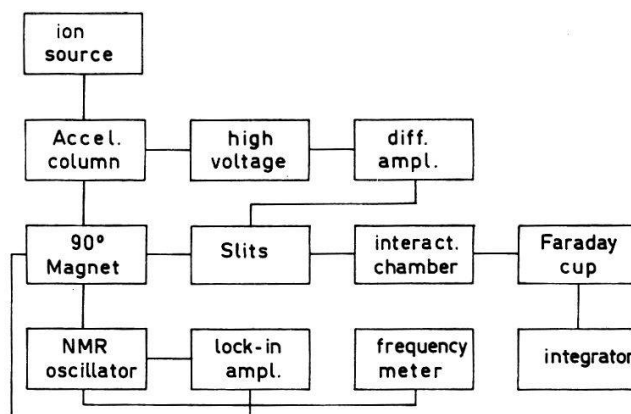 ion
source
Accel.
column
high
voltage
diff.
ampl.
90º
Magnet
Slits
interact.
chamber
Faraday
cup
NMR
oscillator
lock-in
ampl.
frequency
meter
integrator